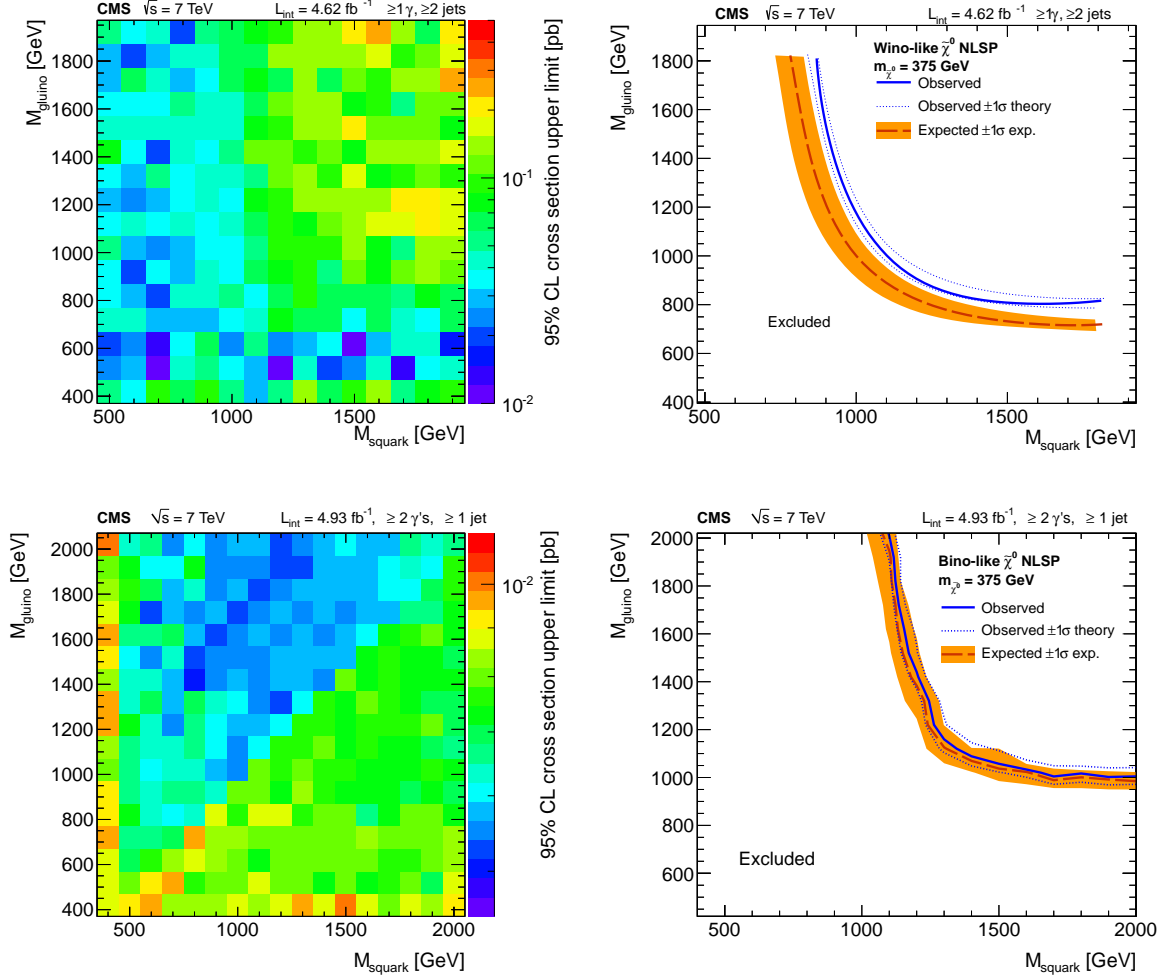 CMS √s = 7 TeV L_int = 4.62 fb⁻¹ ≥1γ, ≥2 jets
M_gluino [GeV]
1800
1600
1400
1200
1000
800
600
400
500 1000 1500
M_squark [GeV]
10⁻¹
10⁻²
95% CL cross section upper limit [pb]
CMS √s = 7 TeV L_int = 4.62 fb⁻¹ ≥1γ, ≥2 jets
M_gluino [GeV]
1800
1600
1400
1200
1000
800
600
400
Wino-like χ̃⁰ NLSP
m_χ̃⁰ = 375 GeV
Observed
Observed ±1σ theory
Expected ±1σ exp.
Excluded
500 1000 1500
M_squark [GeV]
CMS √s = 7 TeV L_int = 4.93 fb⁻¹, ≥ 2 γ's, ≥ 1 jet
M_gluino [GeV]
2000
1800
1600
1400
1200
1000
800
600
400
500 1000 1500 2000
M_squark [GeV]
10⁻²
95% CL cross section upper limit [pb]
CMS √s = 7 TeV L_int = 4.93 fb⁻¹, ≥ 2 γ's, ≥ 1 jet
M_gluino [GeV]
2000
1800
1600
1400
1200
1000
800
600
Bino-like χ̃⁰ NLSP
m_χ̃⁰ = 375 GeV
Observed
Observed ±1σ theory
Expected ±1σ exp.
Excluded
500 1000 1500 2000
M_squark [GeV]